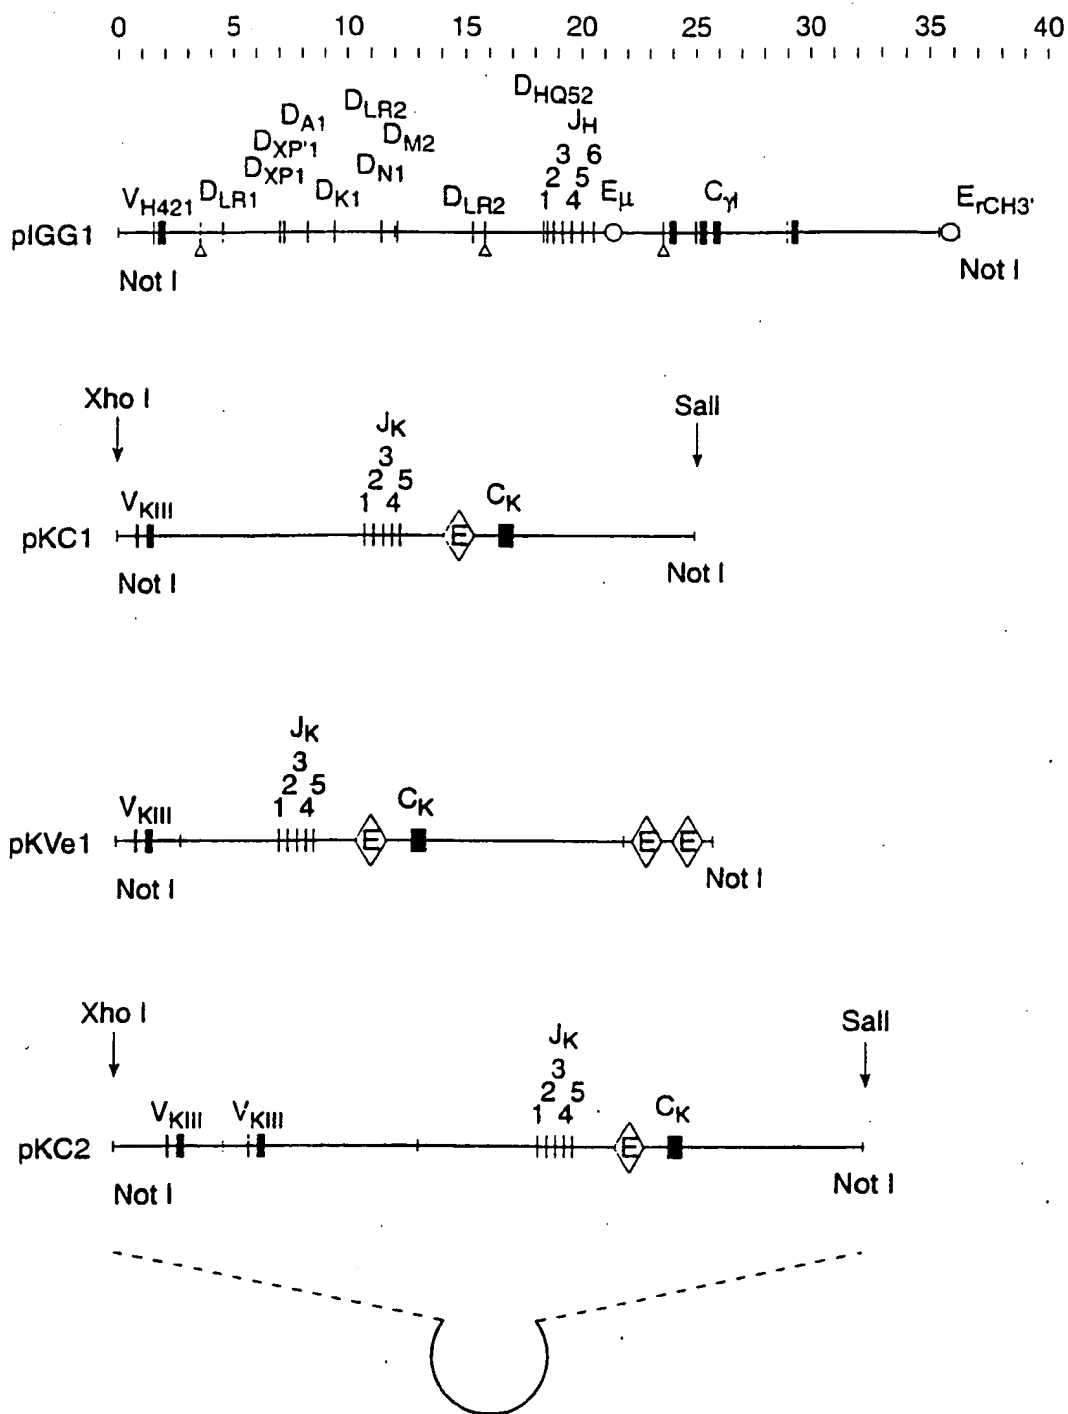 0 5 10 15 20 25 30 35 40
DHQ52
DLR2
DA1
JH
DM2
DXP'1
3 6
DN1
DXP1
2 5
VH421 DLR1 DK1 DLR2 1 4 Eμ Cγ1 ErCH3'
pIGG1
Not I Not I
Xho I SalI
JK
3
2 5
VKIII 1 4 CK
pKC1 E
Not I Not I
JK
3
2 5
VKIII 1 4 CK
pKVe1 E E E
Not I Not I
Xho I SalI
JK
3
2 5
VKIII VKIII 1 4 CK
pKC2 E
Not I Not I